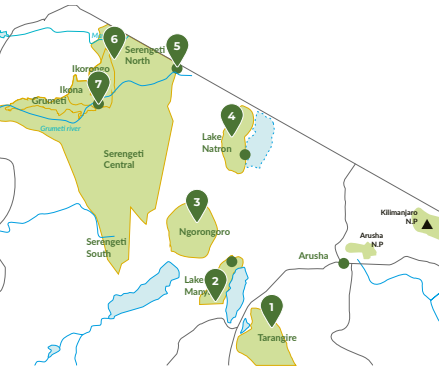 6
5
Serengeti
North
Ikorongo
7
Ikona
Grumeti
Grumeti river
4
Lake
Natron
Serengeti
Central
3
Kilimanjaro
N.P
Arusha
N.P
Ngorongoro
Serengeti
South
Arusha
Lake
2
1
Tarangire